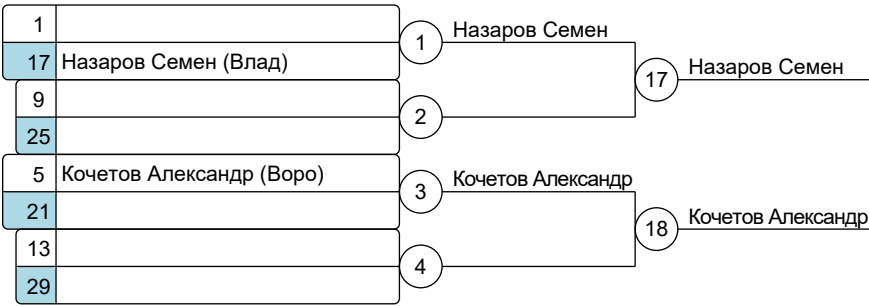 1
1 Назаров Семен
17 Назаров Семен (Влад)
17 Назаров Семен
9
2
25
5 Кочетов Александр (Воро)
3 Кочетов Александр
21
18 Кочетов Александр
13
4
29